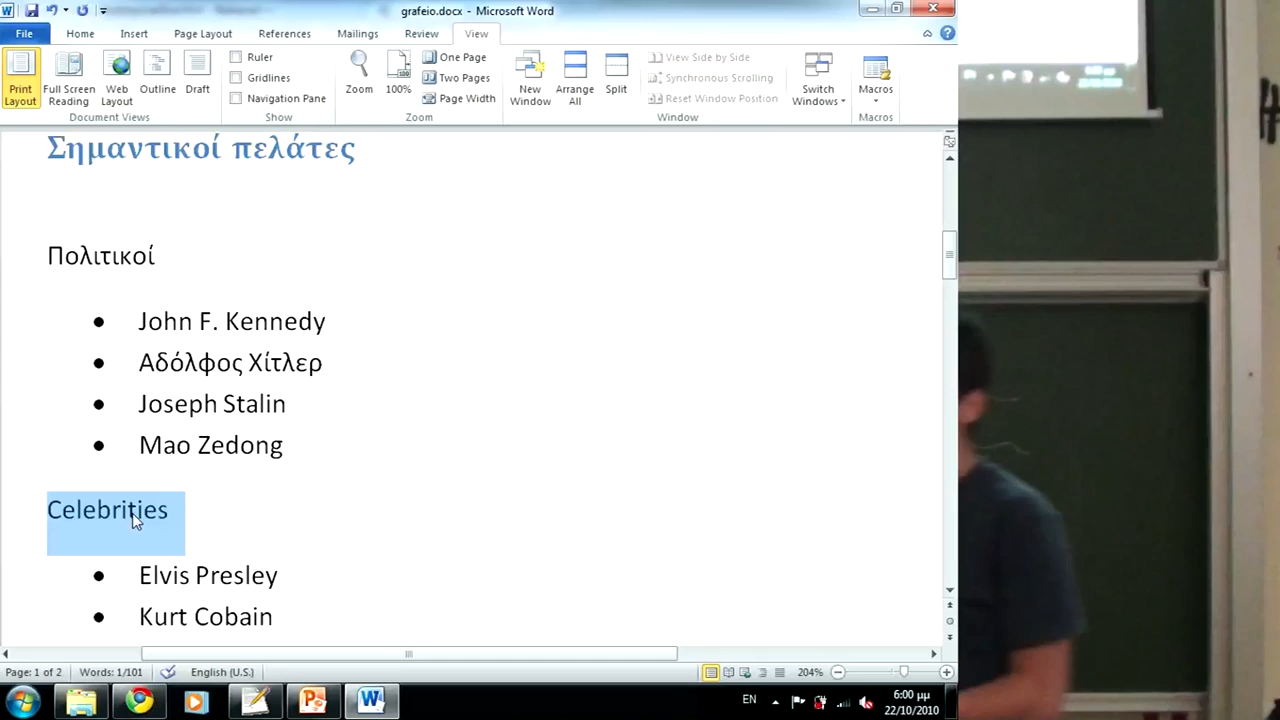 grafeio.docx - Microsoft Word
File Home Insert Page Layout References Mailings Review View
Print Layout
Full Screen Reading
Web Layout
Outline
Draft
Document Views
Ruler
Gridlines
Navigation Pane
Show
Zoom
100%
One Page
Two Pages
Page Width
Zoom
New Window
Arrange All
Split
View Side by Side
Synchronous Scrolling
Reset Window Position
Window
Switch Windows
Macros
Macros
Σημαντικοί πελάτες
Πολιτικοί
• John F. Kennedy
• Αδόλφος Χίτλερ
• Joseph Stalin
• Mao Zedong
Celebrities
• Elvis Presley
• Kurt Cobain
Page: 1 of 2 Words: 1/101 English (U.S.) 204%
EN 6:00 μμ
22/10/2010